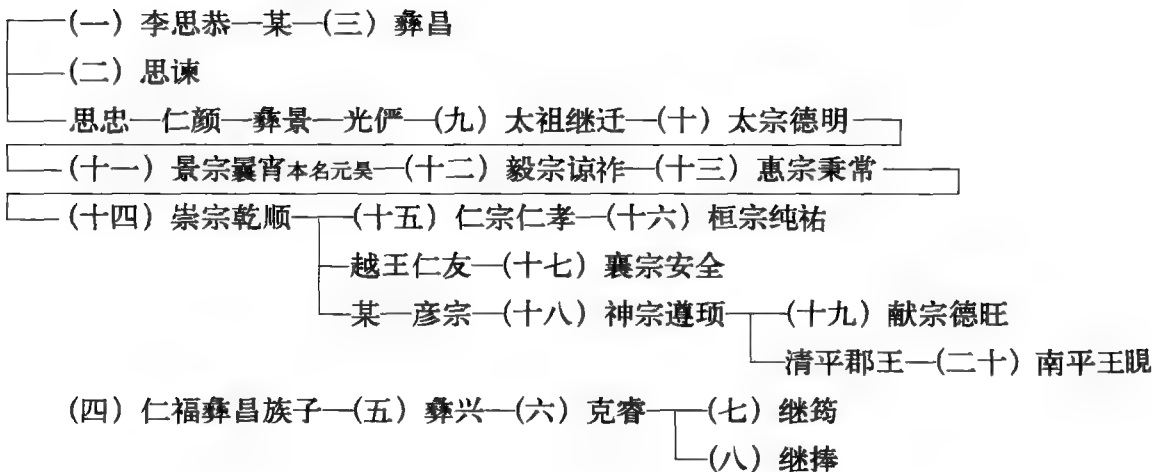 (一) 李思恭—某—(三) 彝昌
(二) 思谏
思忠—仁颜—彝景—光俨—(九) 太祖继迁—(十) 太宗德明
(十一) 景宗曩宵本名元昊—(十二) 毅宗谅祚—(十三) 惠宗秉常
(十四) 崇宗乾顺—(十五) 仁宗仁孝—(十六) 桓宗纯祐
越王仁友—(十七) 襄宗安全
某—彦宗—(十八) 神宗遵顼—(十九) 献宗德旺
清平郡王—(二十) 南平王睍
(四) 仁福彝昌族子—(五) 彝兴—(六) 克睿—(七) 继筠
(八) 继捧